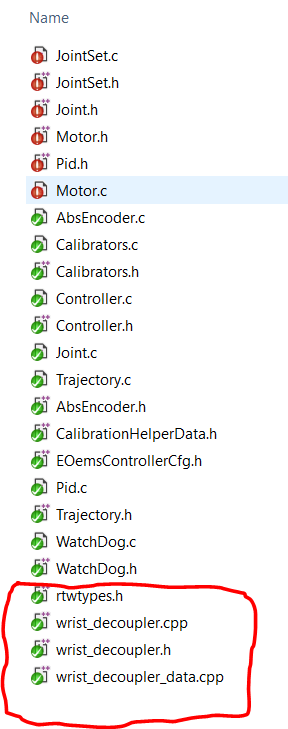 Name
JointSet.c
JointSet.h
Joint.h
Motor.h
Pid.h
Motor.c
AbsEncoder.c
Calibrators.c
Calibrators.h
Controller.c
Controller.h
Joint.c
Trajectory.c
AbsEncoder.h
CalibrationHelperData.h
EOemsControllerCfg.h
Pid.c
Trajectory.h
WatchDog.c
WatchDog.h
rtwtypes.h
wrist_decoupler.cpp
wrist_decoupler.h
wrist_decoupler_data.cpp